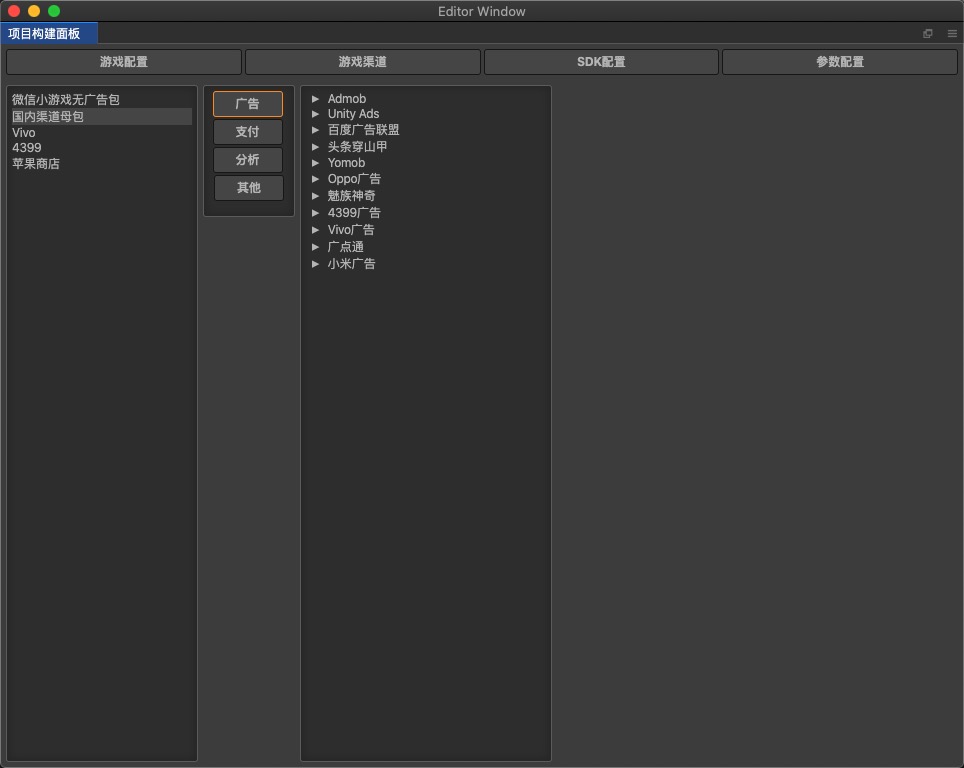 Editor Window
项目构建面板
游戏配置
游戏渠道
SDK配置
参数配置
微信小游戏无广告包
国内渠道母包
Vivo
4399
苹果商店
广告
支付
分析
其他
Admob
Unity Ads
百度广告联盟
头条穿山甲
Yomob
Oppo广告
魅族神奇
4399广告
Vivo广告
广点通
小米广告